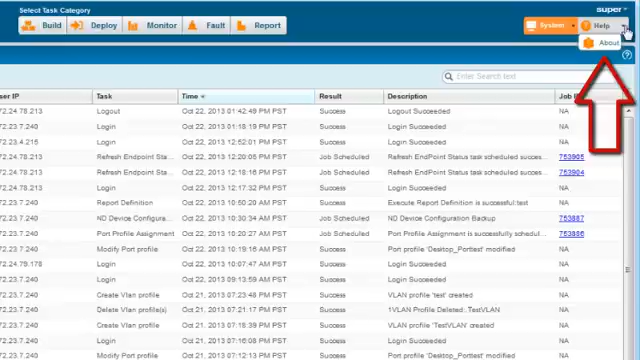 Select Task Category super
Build Deploy Monitor Fault Report System Help
About
?
Enter Search text
ser IP Task Time Result Description Job I
72.24.78.213 Logout Oct 22, 2013 01:42:49 PM PST Success Logout Succeeded NA
72.23.7.240 Login Oct 22, 2013 01:18:19 PM PST Success Login Succeeded NA
72.23.4.215 Login Oct 22, 2013 12:52:01 PM PST Success Login Succeeded NA
72.24.78.213 Refresh Endpoint Sta... Oct 22, 2013 12:20:05 PM PST Job Scheduled Refresh EndPoint Status task scheduled succes... 753905
72.24.78.213 Refresh Endpoint Sta... Oct 22, 2013 12:18:16 PM PST Job Scheduled Refresh EndPoint Status task scheduled succes... 753904
72.24.78.213 Login Oct 22, 2013 12:17:32 PM PST Success Login Succeeded NA
72.23.7.240 Report Definition Oct 22, 2013 10:50:20 AM PST Success Execute Report Definition is successful:test NA
72.23.7.240 ND Device Configura... Oct 22, 2013 10:30:34 AM PST Job Scheduled ND Device Configuration Backup 753887
72.23.7.240 Port Profile Assignment Oct 22, 2013 10:21:27 AM PST Job Scheduled Port Profile Assignment is successfully schedul... 753886
72.23.7.240 Modify Port profile Oct 22, 2013 10:19:16 AM PST Success Port profile 'Desktop_Porttest' modified NA
72.24.79.178 Login Oct 22, 2013 10:07:47 AM PST Success Login Succeeded NA
72.23.7.240 Login Oct 22, 2013 09:13:59 AM PST Success Login Succeeded NA
72.23.7.240 Create Vlan profile Oct 21, 2013 07:23:48 PM PST Success VLAN profile 'test' created NA
72.23.7.240 Delete Vlan profile(s) Oct 21, 2013 07:21:17 PM PST Success 1VLAN Profile Deleted:.TestVLAN NA
72.23.7.240 Create Vlan profile Oct 21, 2013 07:18:39 PM PST Success VLAN profile 'TestVLAN' created NA
72.23.7.240 Login Oct 21, 2013 07:16:08 PM PST Success Login Succeeded NA
72.23.7.240 Modify Port profile Oct 21, 2013 07:12:13 PM PST Success Port profile 'Desktop_Porttest' modified NA